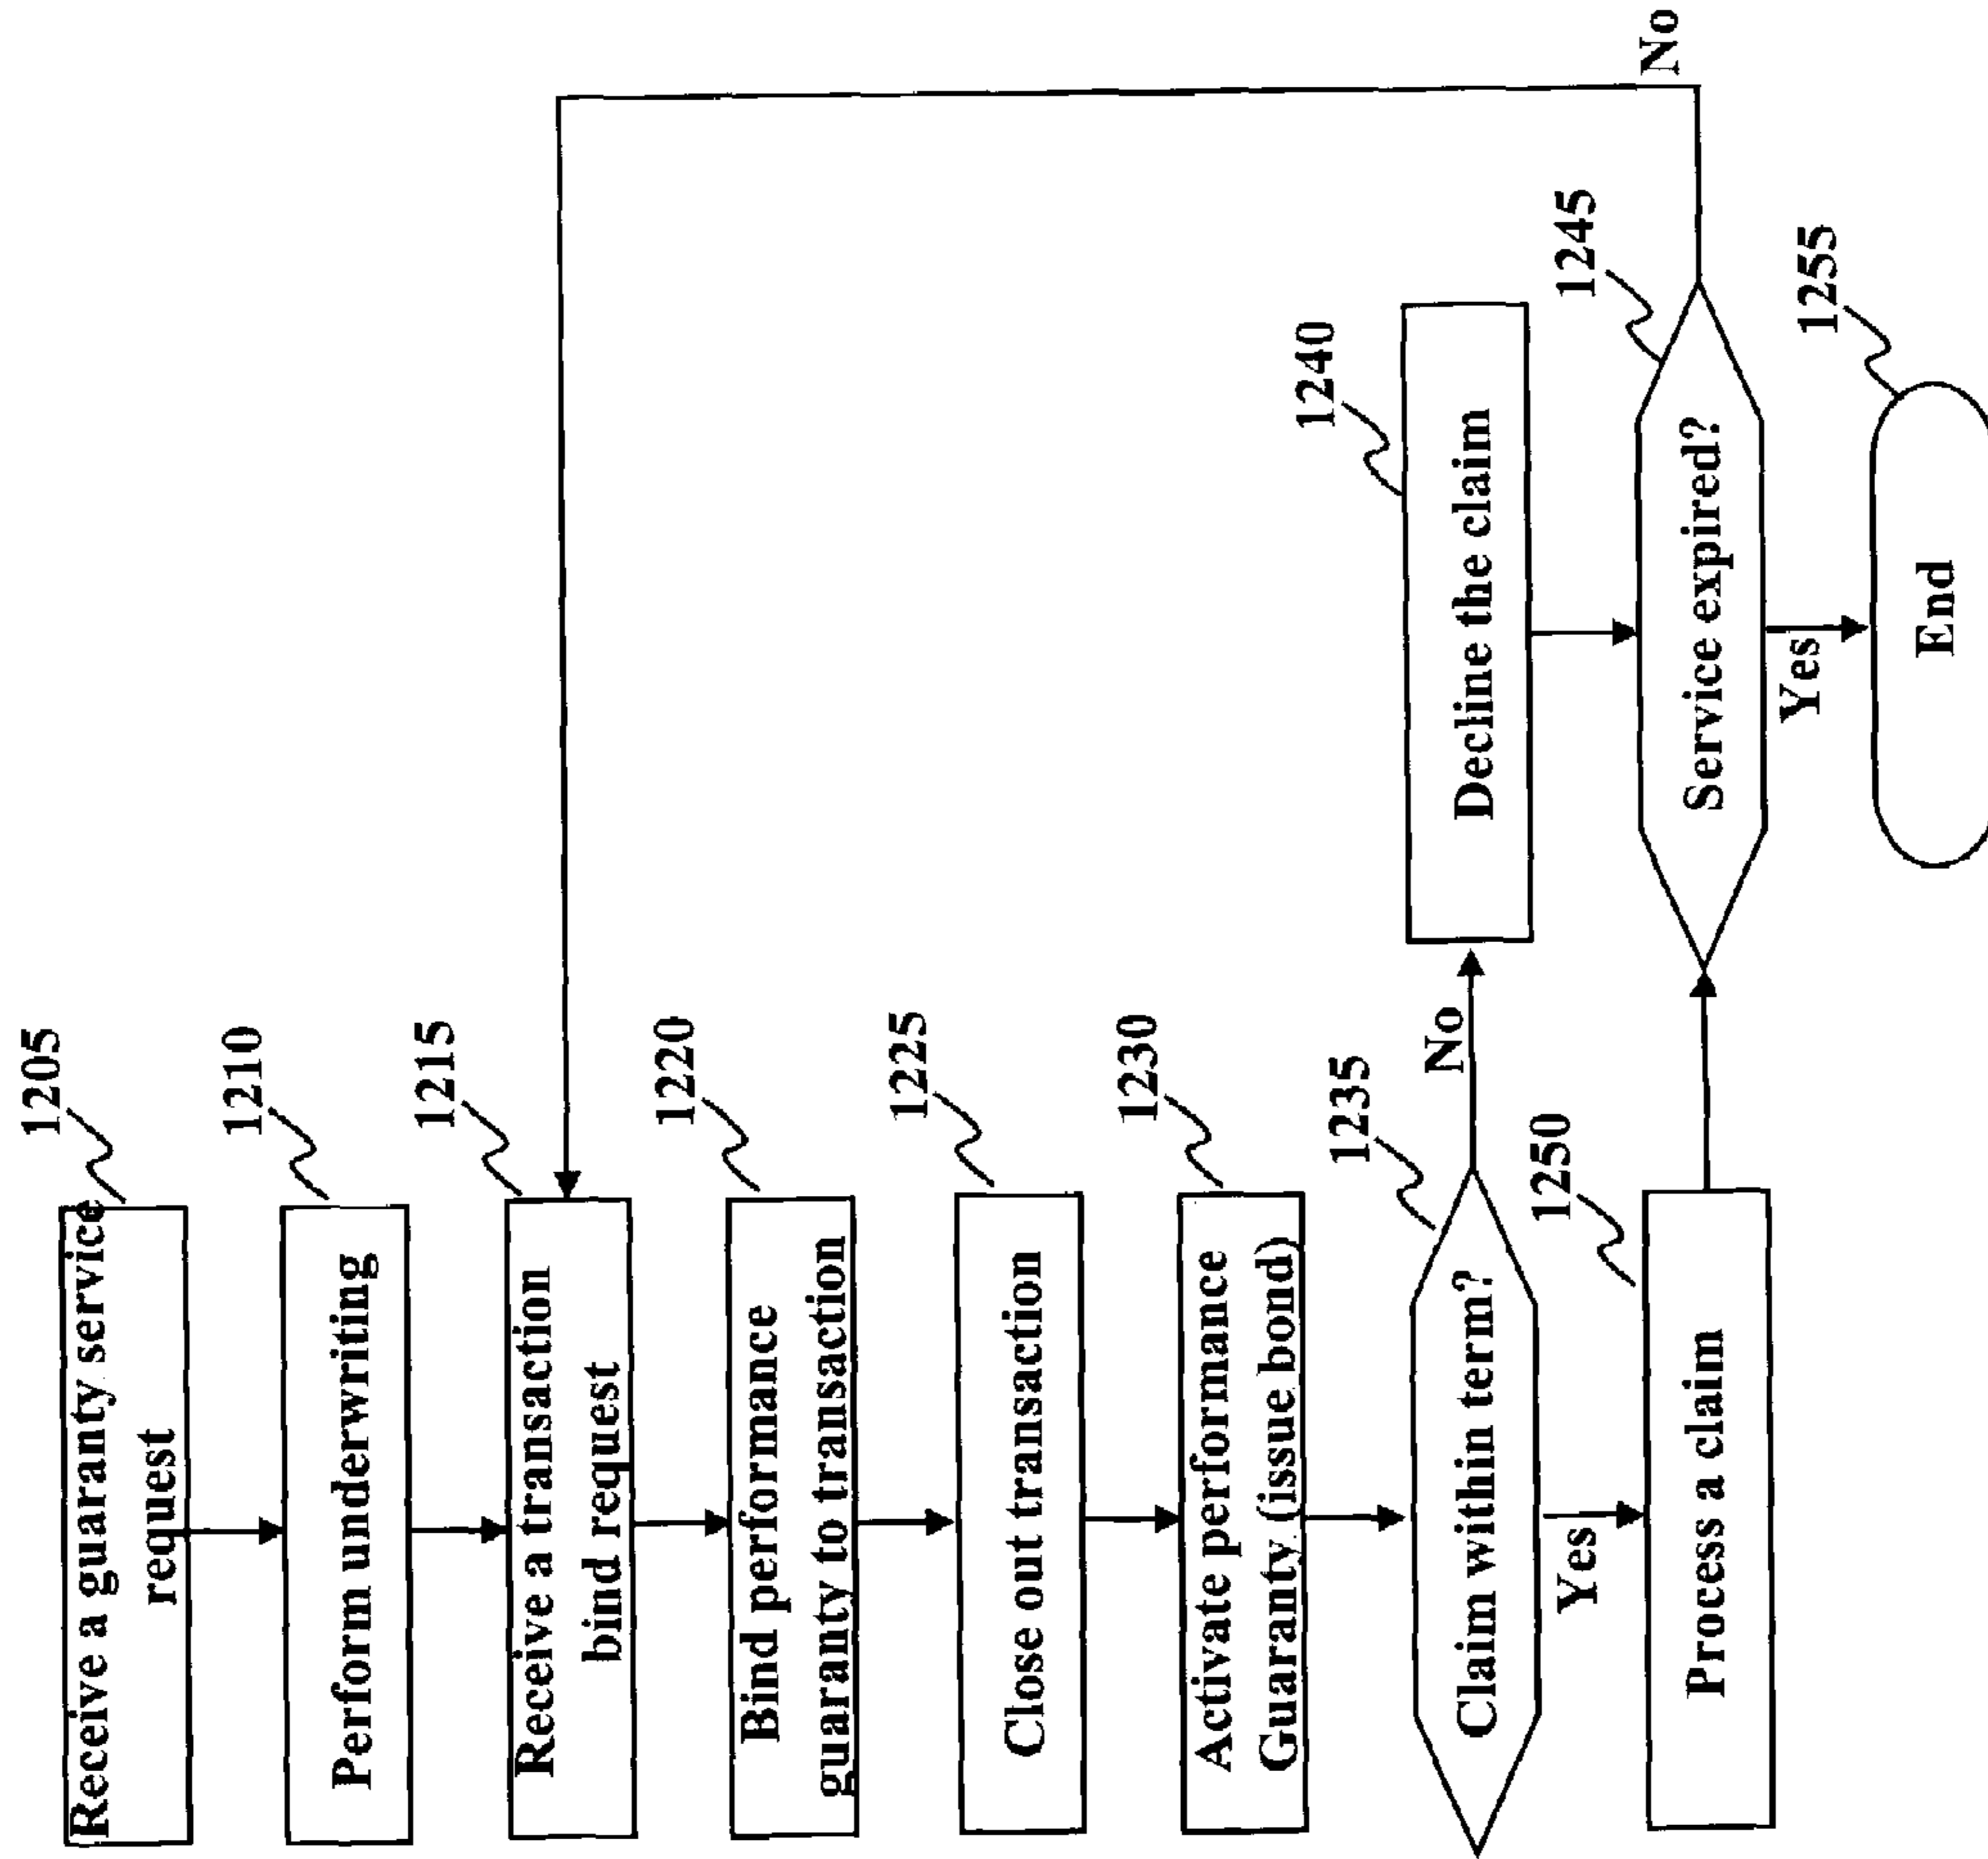 1205
Receive a guaranty service
request
1210
Perform underwriting
1215
Receive a transaction
bind request
1220
Bind performance
guaranty to transaction
1225
Close out transaction
1230
Activate performance
Guaranty (issue bond)
1235
Claim within term?
No
Yes
1240
Decline the claim
1250
Process a claim
1245
Service expired?
No
Yes
1255
End